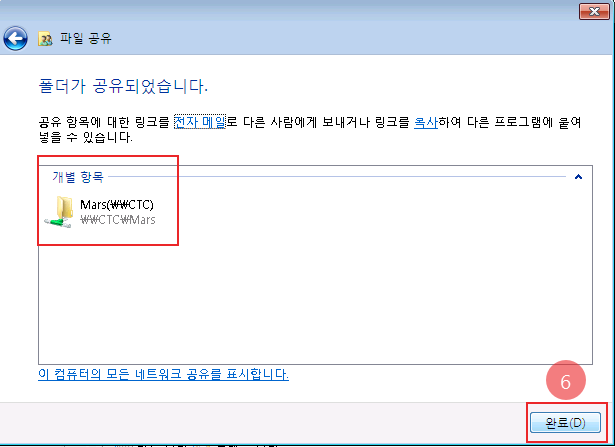 파일 공유
폴더가 공유되었습니다.
공유 항목에 대한 링크를 전자 메일로 다른 사람에게 보내거나 링크를 복사하여 다른 프로그램에 붙여
넣을 수 있습니다.
개별 항목
Mars(₩₩CTC)
₩₩CTC₩Mars
이 컴퓨터의 모든 네트워크 공유를 표시합니다.
6
완료(D)